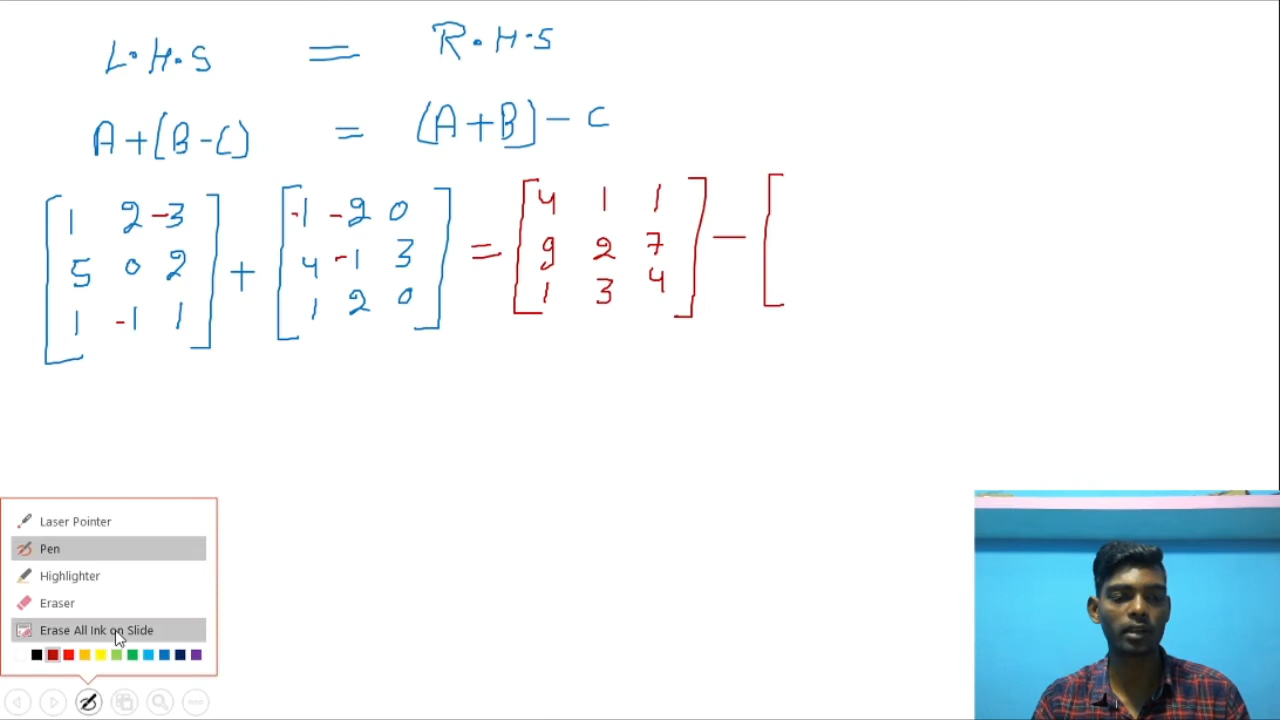 L.H.S = R.H.S
A+(B-C) = (A+B)-C
[1 2 -3] + [-1 -2 0] = [4 1 1] - [
[5 0 2] [4 -1 3] [9 2 7]
[1 -1 1] [1 2 0] [1 3 4]
Laser Pointer
Pen
Highlighter
Eraser
Erase All Ink on Slide